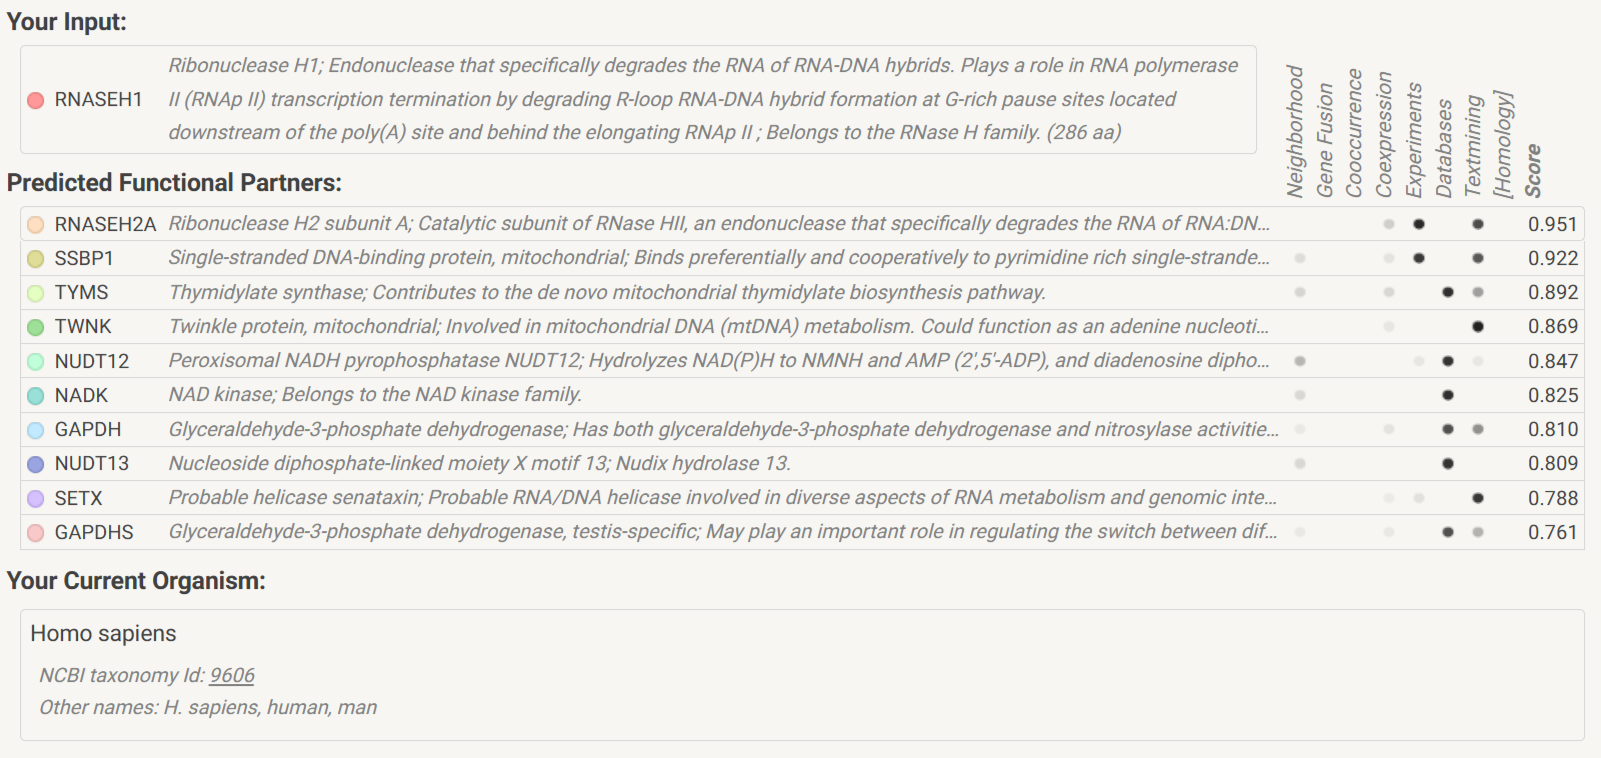 Your Input:
RNASEH1
Ribonuclease H1; Endonuclease that specifically degrades the RNA of RNA-DNA hybrids. Plays a role in RNA polymerase
II (RNAp II) transcription termination by degrading R-loop RNA-DNA hybrid formation at G-rich pause sites located
downstream of the poly(A) site and behind the elongating RNAp II ; Belongs to the RNase H family. (286 aa)
Neighborhood
Gene Fusion
Cooccurrence
Coexpression
Experiments
Databases
Textmining
[Homology]
Score
Predicted Functional Partners:
RNASEH2A Ribonuclease H2 subunit A; Catalytic subunit of RNase HII, an endonuclease that specifically degrades the RNA of RNA:DN... 0.951
SSBP1 Single-stranded DNA-binding protein, mitochondrial; Binds preferentially and cooperatively to pyrimidine rich single-strande... 0.922
TYMS Thymidylate synthase; Contributes to the de novo mitochondrial thymidylate biosynthesis pathway. 0.892
TWNK Twinkle protein, mitochondrial; Involved in mitochondrial DNA (mtDNA) metabolism. Could function as an adenine nucleoti... 0.869
NUDT12 Peroxisomal NADH pyrophosphatase NUDT12; Hydrolyzes NAD(P)H to NMNH and AMP (2',5'-ADP), and diadenosine dipho... 0.847
NADK NAD kinase; Belongs to the NAD kinase family. 0.825
GAPDH Glyceraldehyde-3-phosphate dehydrogenase; Has both glyceraldehyde-3-phosphate dehydrogenase and nitrosylase activitie... 0.810
NUDT13 Nucleoside diphosphate-linked moiety X motif 13; Nudix hydrolase 13. 0.809
SETX Probable helicase senataxin; Probable RNA/DNA helicase involved in diverse aspects of RNA metabolism and genomic inte... 0.788
GAPDHS Glyceraldehyde-3-phosphate dehydrogenase, testis-specific; May play an important role in regulating the switch between dif... 0.761
Your Current Organism:
Homo sapiens
NCBI taxonomy Id: 9606
Other names: H. sapiens, human, man